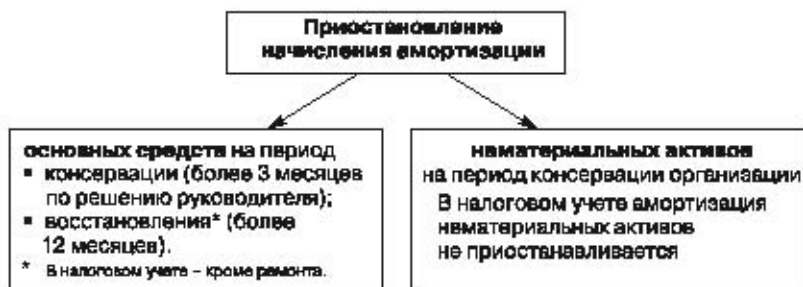 Приостановление
начисления амортизации
основных средств на период
▪ консервации (более 3 месяцев
по решению руководителя);
▪ восстановления* (более
12 месяцев).
* В налоговом учете – кроме ремонта.
нематериальных активов
на период консервации организации
В налоговом учете амортизация
нематериальных активов
не приостанавливается